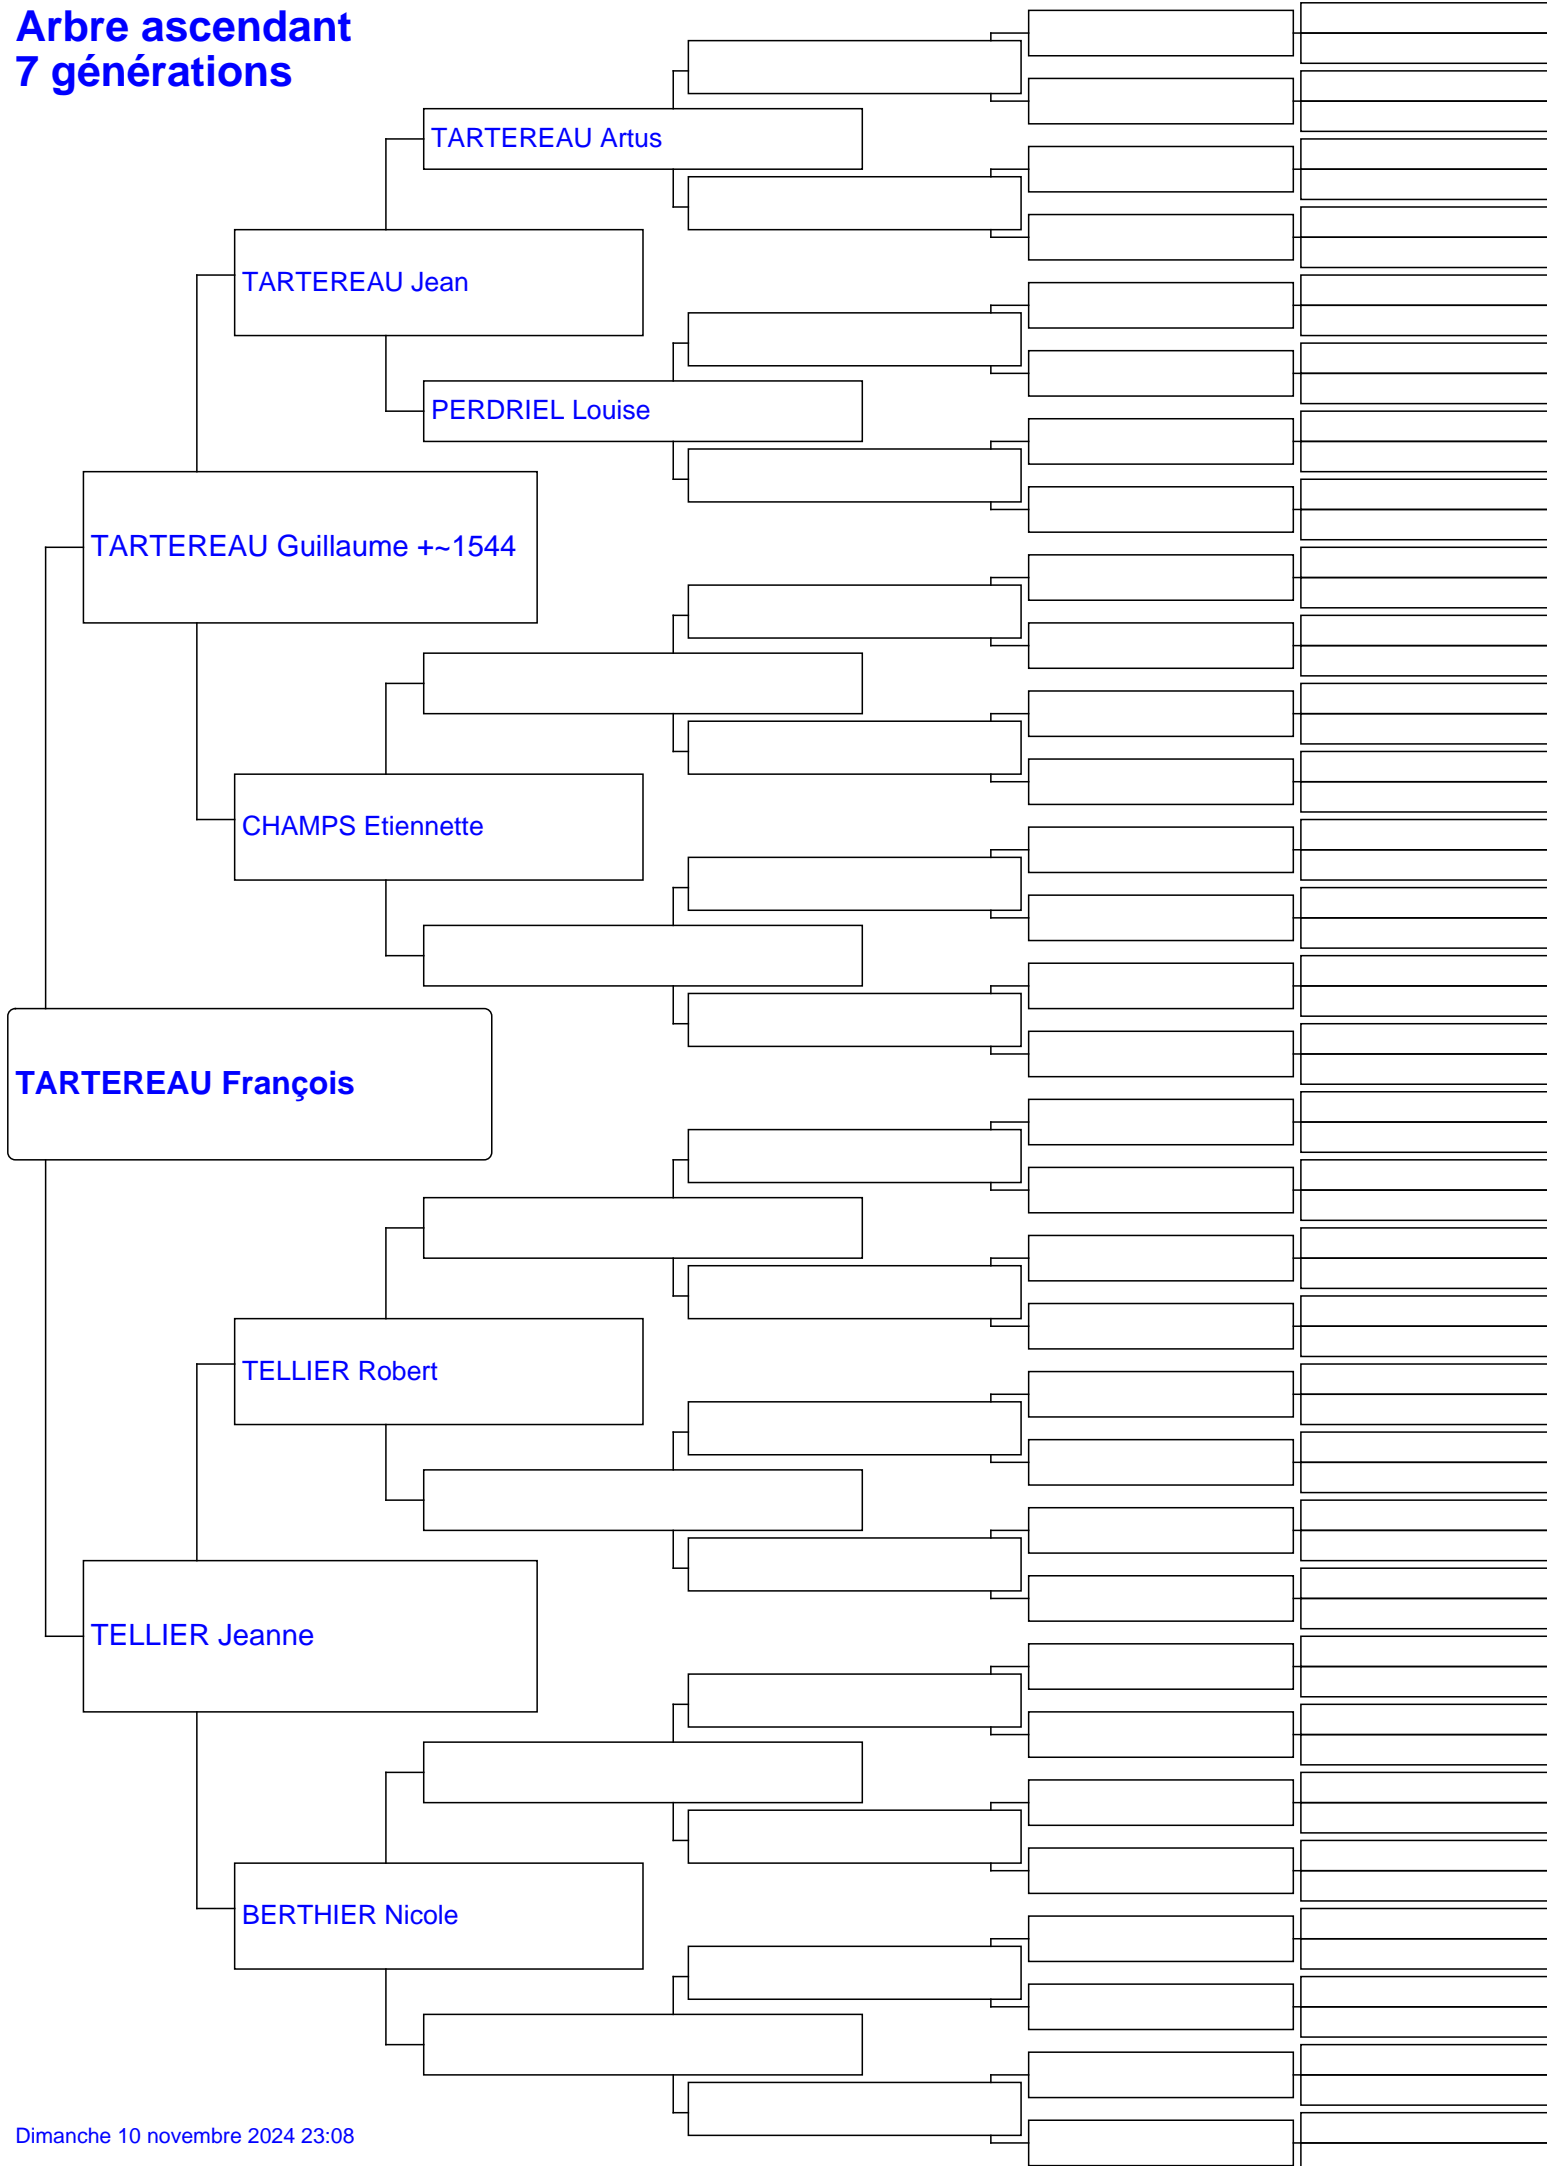 Arbre ascendant
7 générations
TARTEREAU Artus
TARTEREAU Jean
PERDRIEL Louise
TARTEREAU Guillaume +~1544
CHAMPS Etiennette
TARTEREAU François
TELLIER Robert
TELLIER Jeanne
BERTHIER Nicole
Dimanche 10 novembre 2024 23:08